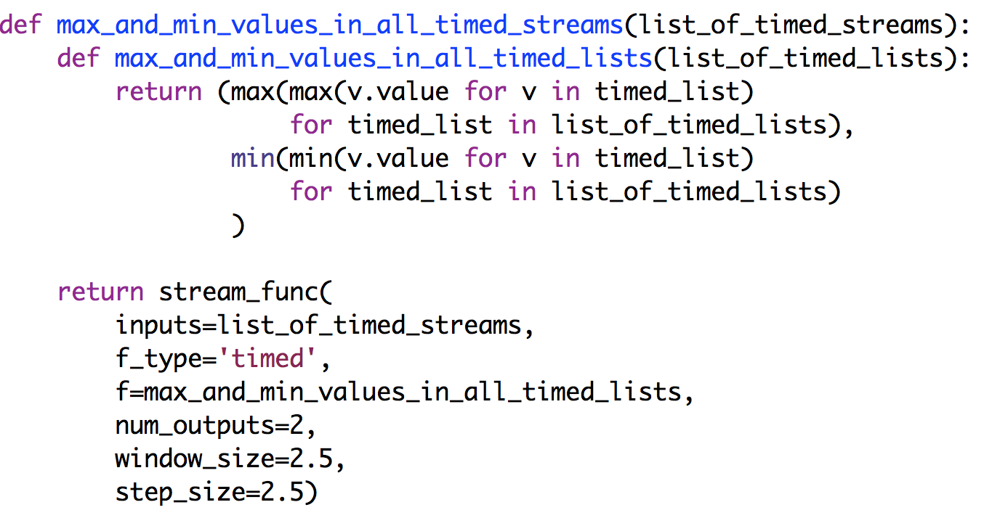 def max_and_min_values_in_all_timed_streams(list_of_timed_streams):
    def max_and_min_values_in_all_timed_lists(list_of_timed_lists):
        return (max(max(v.value for v in timed_list)
                    for timed_list in list_of_timed_lists),
                min(min(v.value for v in timed_list)
                    for timed_list in list_of_timed_lists)
                )

    return stream_func(
        inputs=list_of_timed_streams,
        f_type='timed',
        f=max_and_min_values_in_all_timed_lists,
        num_outputs=2,
        window_size=2.5,
        step_size=2.5)